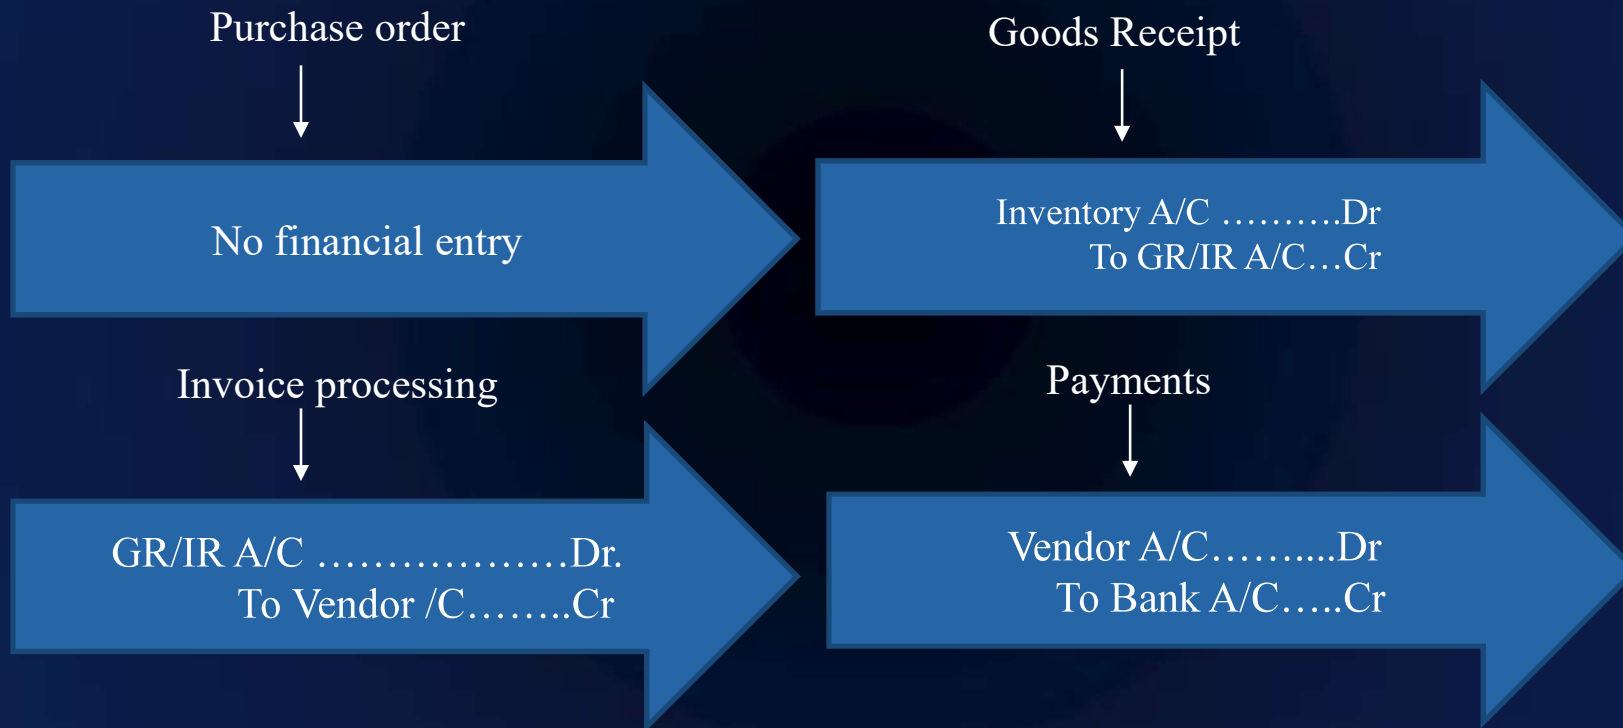 Purchase order
No financial entry
Goods Receipt
Inventory A/C ……….Dr
To GR/IR A/C…Cr
Invoice processing
GR/IR A/C ………………Dr.
To Vendor /C……..Cr
Payments
Vendor A/C……....Dr
To Bank A/C…..Cr